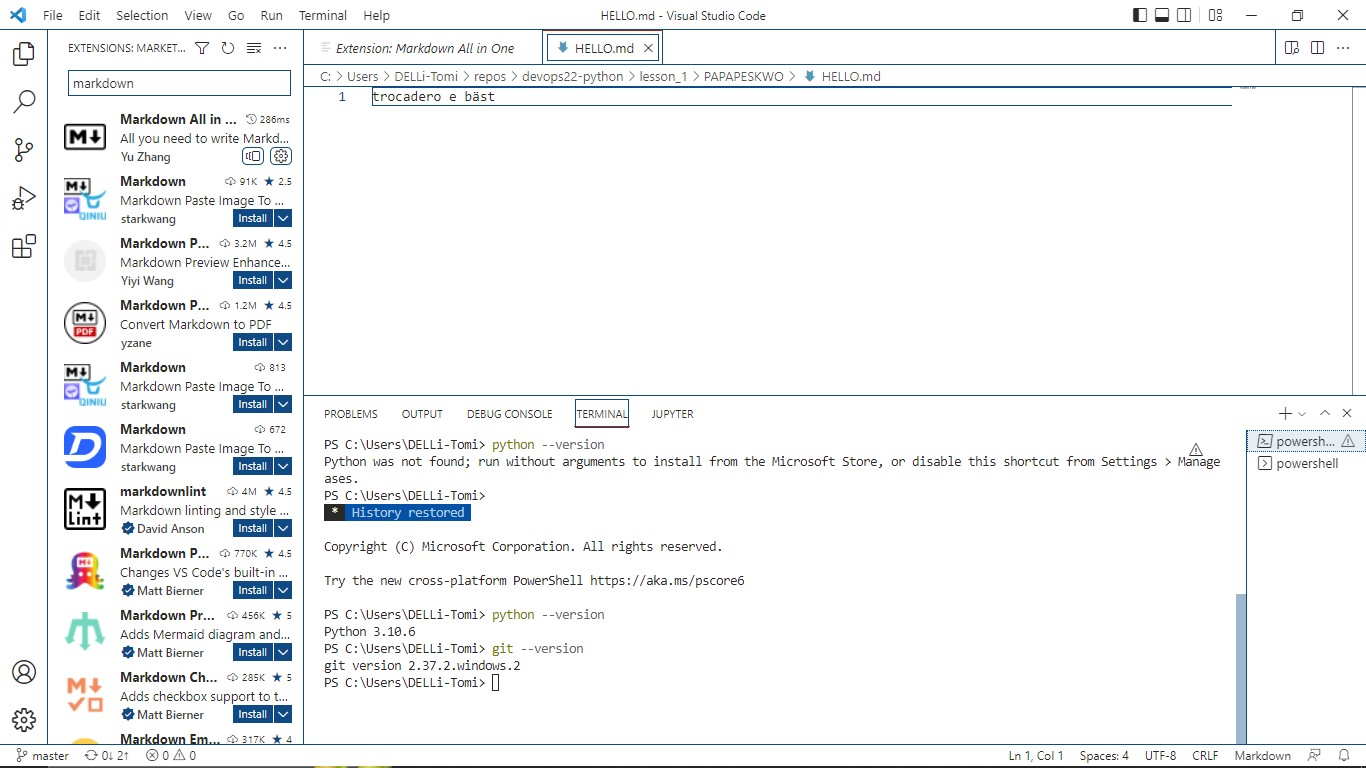 File Edit Selection View Go Run Terminal Help
HELLO.md - Visual Studio Code
EXTENSIONS: MARKET...
markdown
Markdown All in ... 286ms
All you need to write Markd...
Yu Zhang
Markdown 91K ★ 2.5
Markdown Paste Image To ...
starkwang Install
Markdown P... 3.2M ★ 4.5
Markdown Preview Enhance...
Yiyi Wang Install
Markdown P... 1.2M ★ 4.5
Convert Markdown to PDF
yzane Install
Markdown 813
Markdown Paste Image To ...
starkwang Install
Markdown 672
Markdown Paste Image To ...
starkwang Install
markdownlint 4M ★ 4.5
Markdown linting and style ...
David Anson Install
Markdown P... 770K ★ 4.5
Changes VS Code's built-in ...
Matt Bierner Install
Markdown Pr... 456K ★ 5
Adds Mermaid diagram and...
Matt Bierner Install
Markdown Ch... 285K ★ 5
Adds checkbox support to t...
Matt Bierner Install
Markdown Em... 317K ★ 4
Extension: Markdown All in One HELLO.md
C: > Users > DELLi-Tomi > repos > devops22-python > lesson_1 > PAPAPESKWO > HELLO.md
1 trocadero e bäst
PROBLEMS OUTPUT DEBUG CONSOLE TERMINAL JUPYTER
PS C:\Users\DELLi-Tomi> python --version
Python was not found; run without arguments to install from the Microsoft Store, or disable this shortcut from Settings > Manage
ases.
PS C:\Users\DELLi-Tomi>
* History restored
Copyright (C) Microsoft Corporation. All rights reserved.
Try the new cross-platform PowerShell https://aka.ms/pscore6
PS C:\Users\DELLi-Tomi> python --version
Python 3.10.6
PS C:\Users\DELLi-Tomi> git --version
git version 2.37.2.windows.2
PS C:\Users\DELLi-Tomi>
powersh...
powershell
master 0↓ 2↑ 0 0
Ln 1, Col 1 Spaces: 4 UTF-8 CRLF Markdown